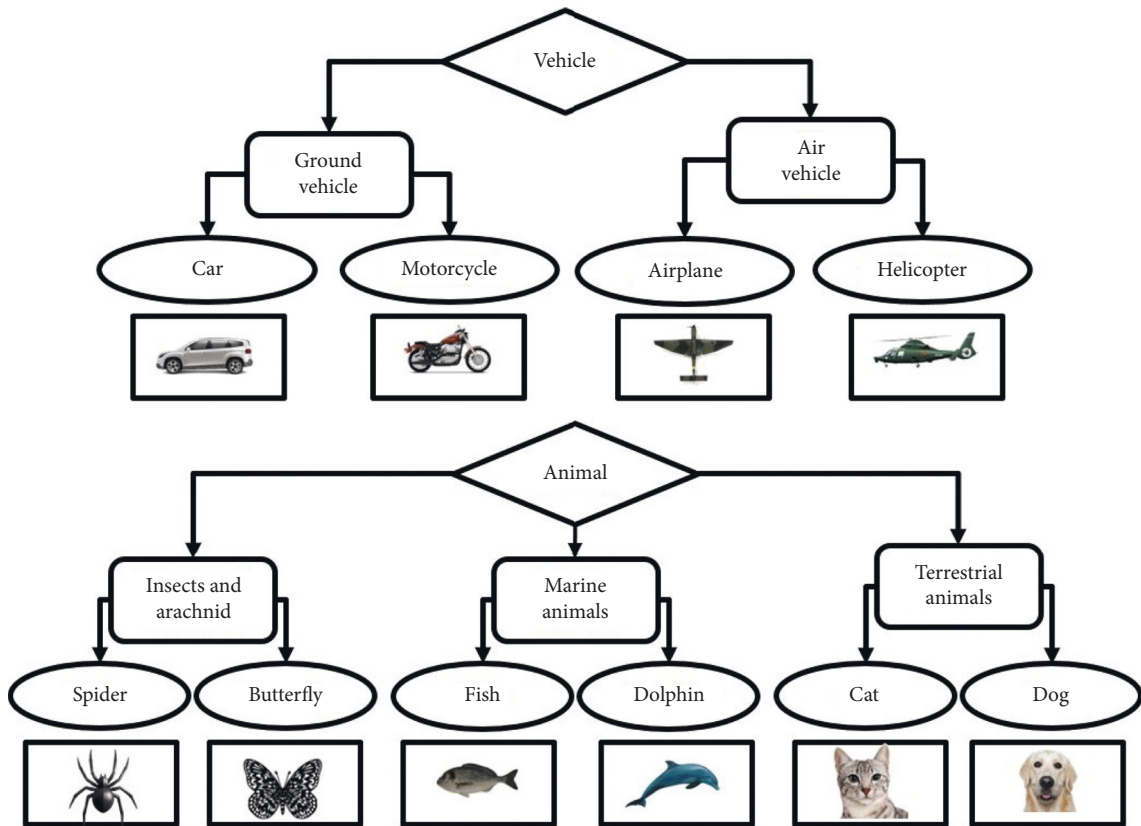 Vehicle
Ground
vehicle
Air
vehicle
Car
Motorcycle
Airplane
Helicopter
Animal
Insects and
arachnid
Marine
animals
Terrestrial
animals
Spider
Butterfly
Fish
Dolphin
Cat
Dog